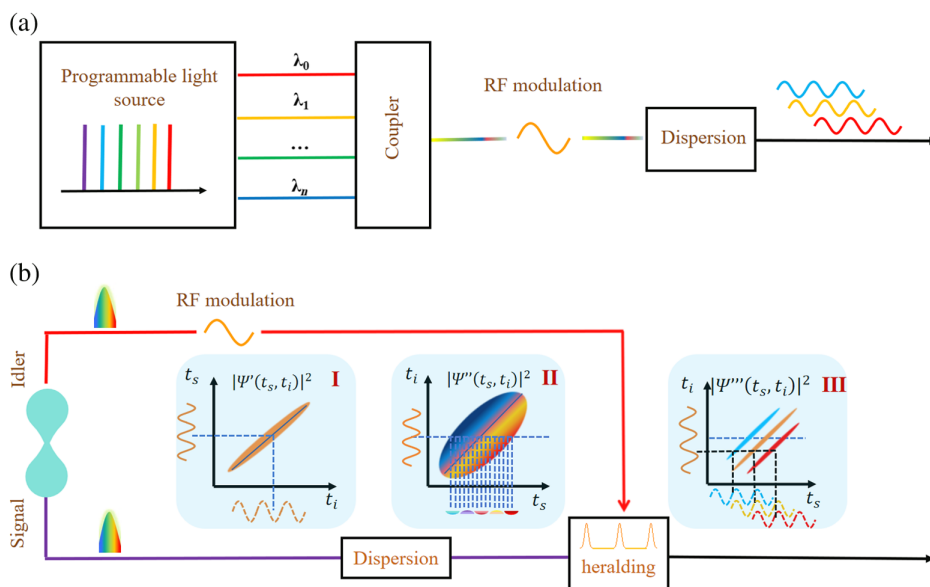 (a)
Programmable light
source
λ0
λ1
...
λn
Coupler
RF modulation
Dispersion
(b)
RF modulation
Idler
Signal
ts
|Ψ'(ts, ti)|²
I
ti
ti
|Ψ''(ts, ti)|²
II
ts
ti
|Ψ'''(ts, ti)|²
III
ts
Dispersion
heralding